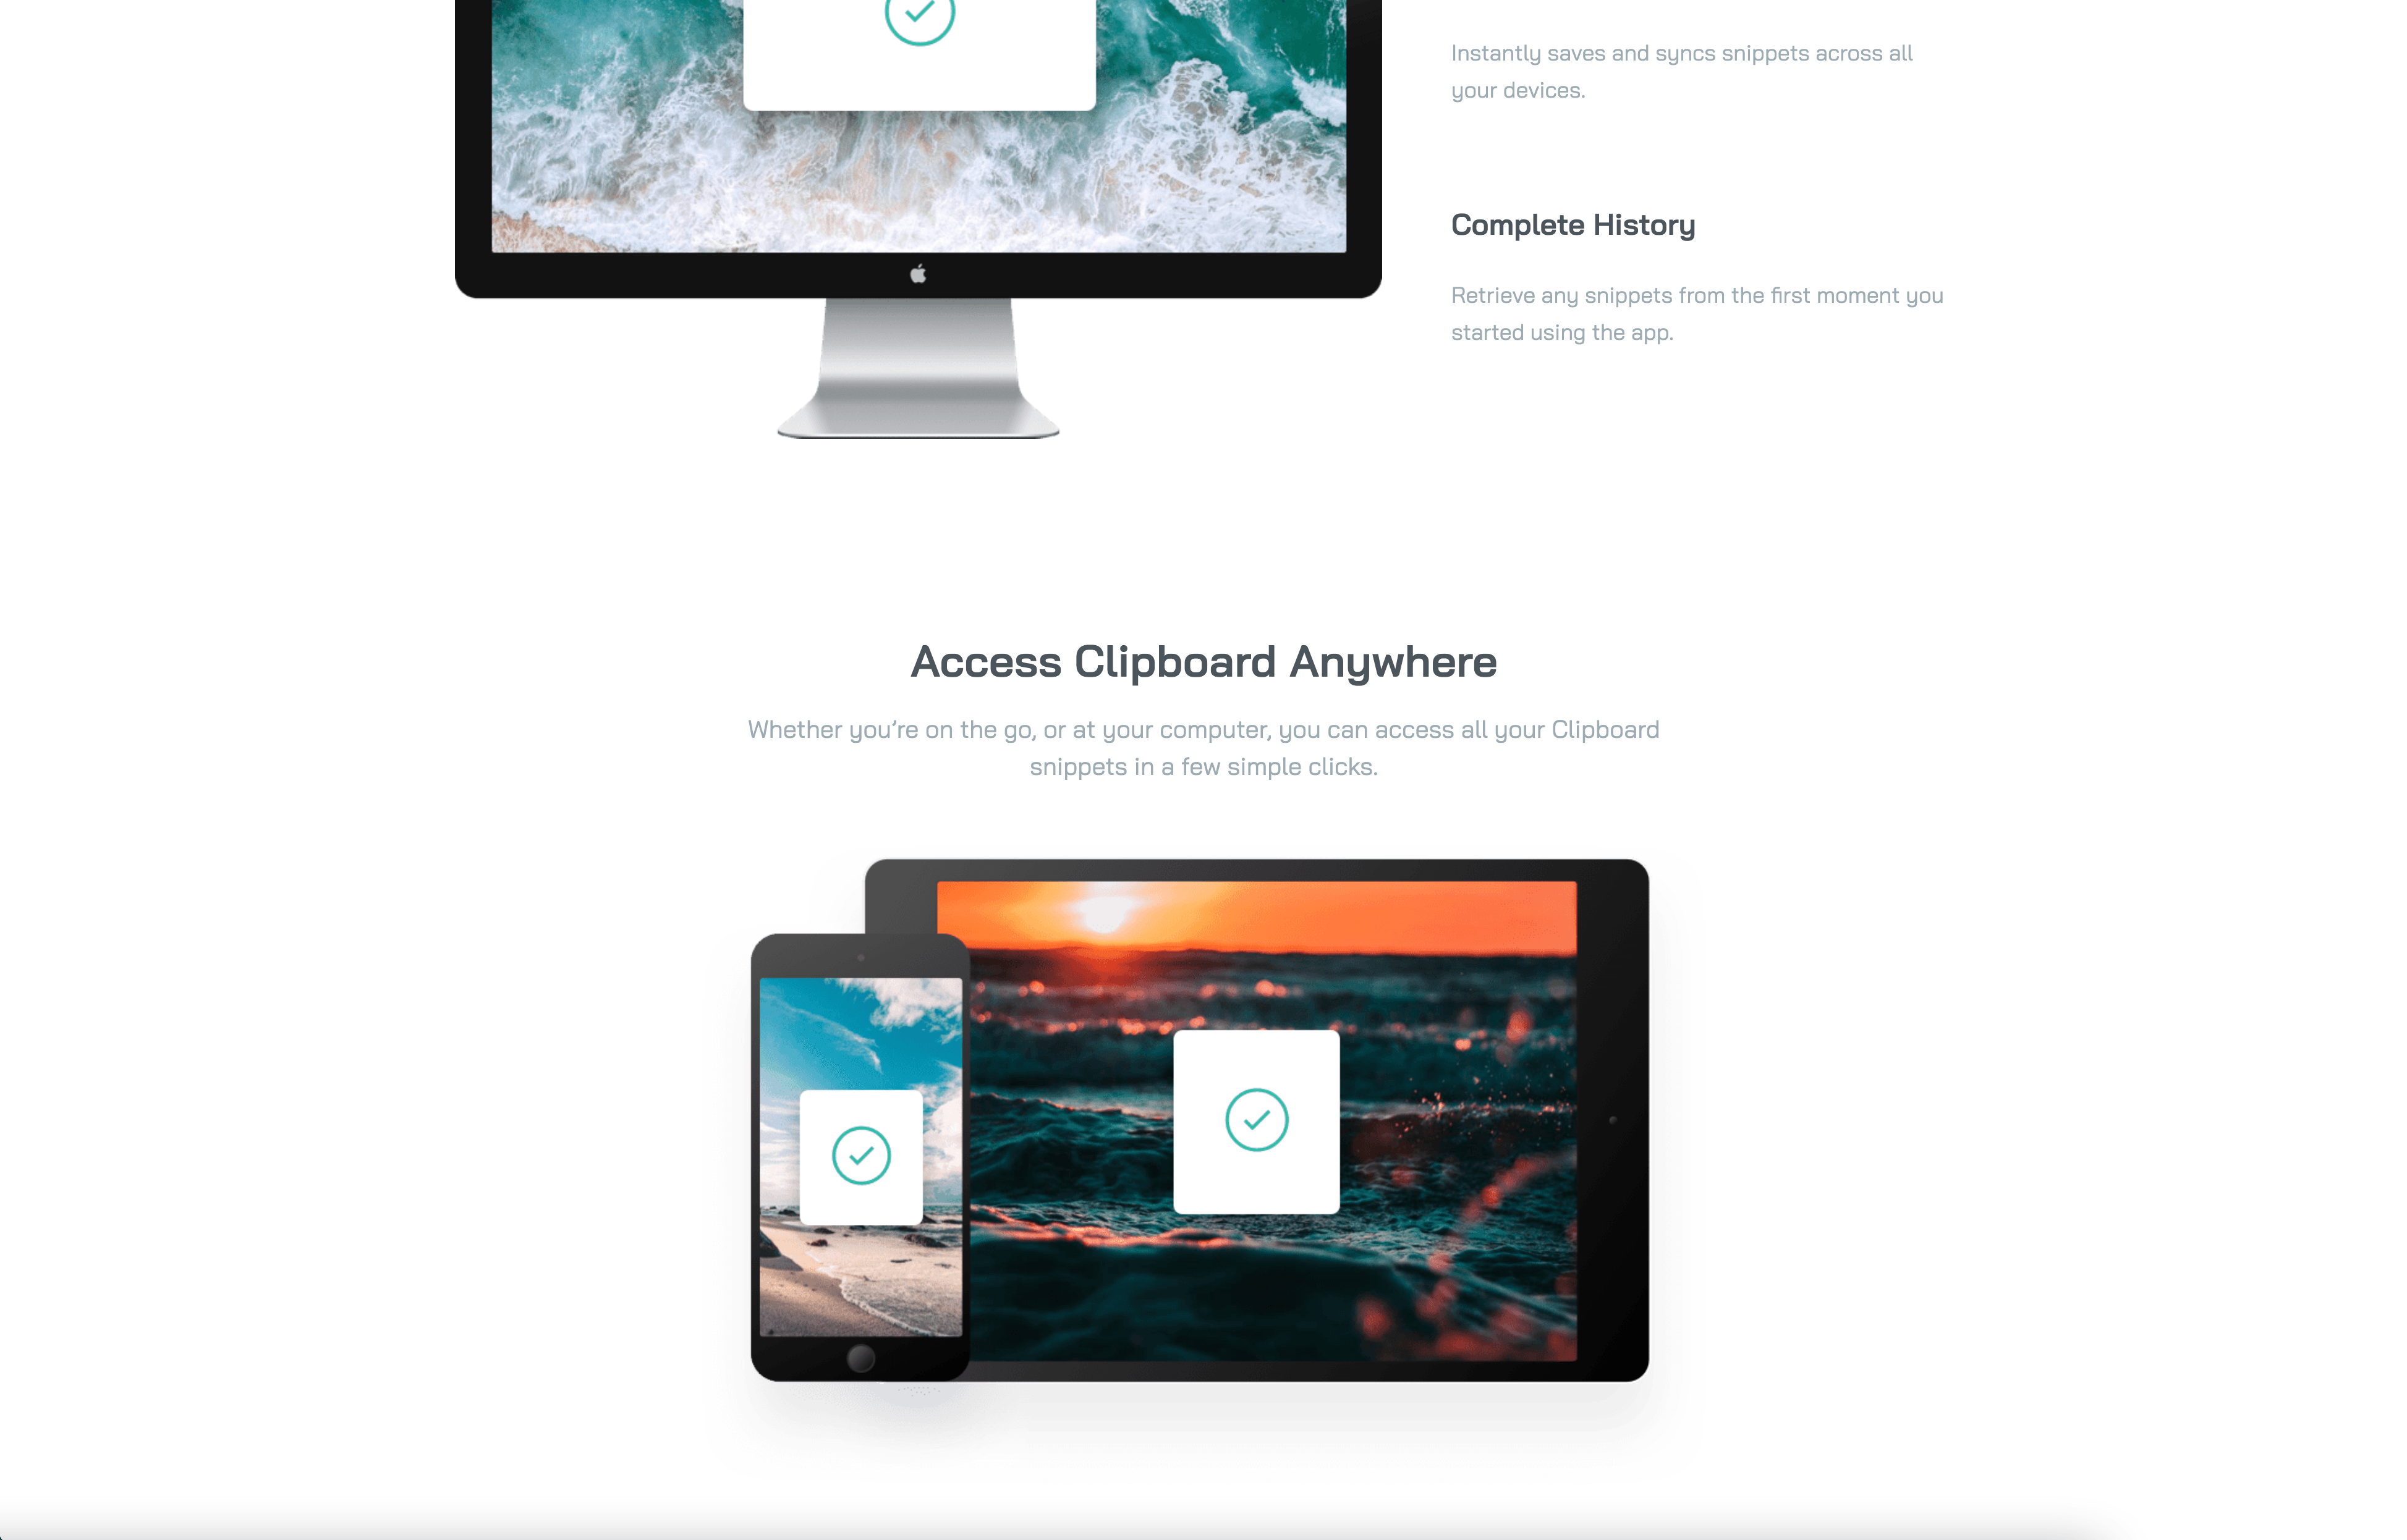 Instantly saves and syncs snippets across all
your devices.
Complete History
Retrieve any snippets from the first moment you
started using the app.
Access Clipboard Anywhere
Whether you’re on the go, or at your computer, you can access all your Clipboard
snippets in a few simple clicks.